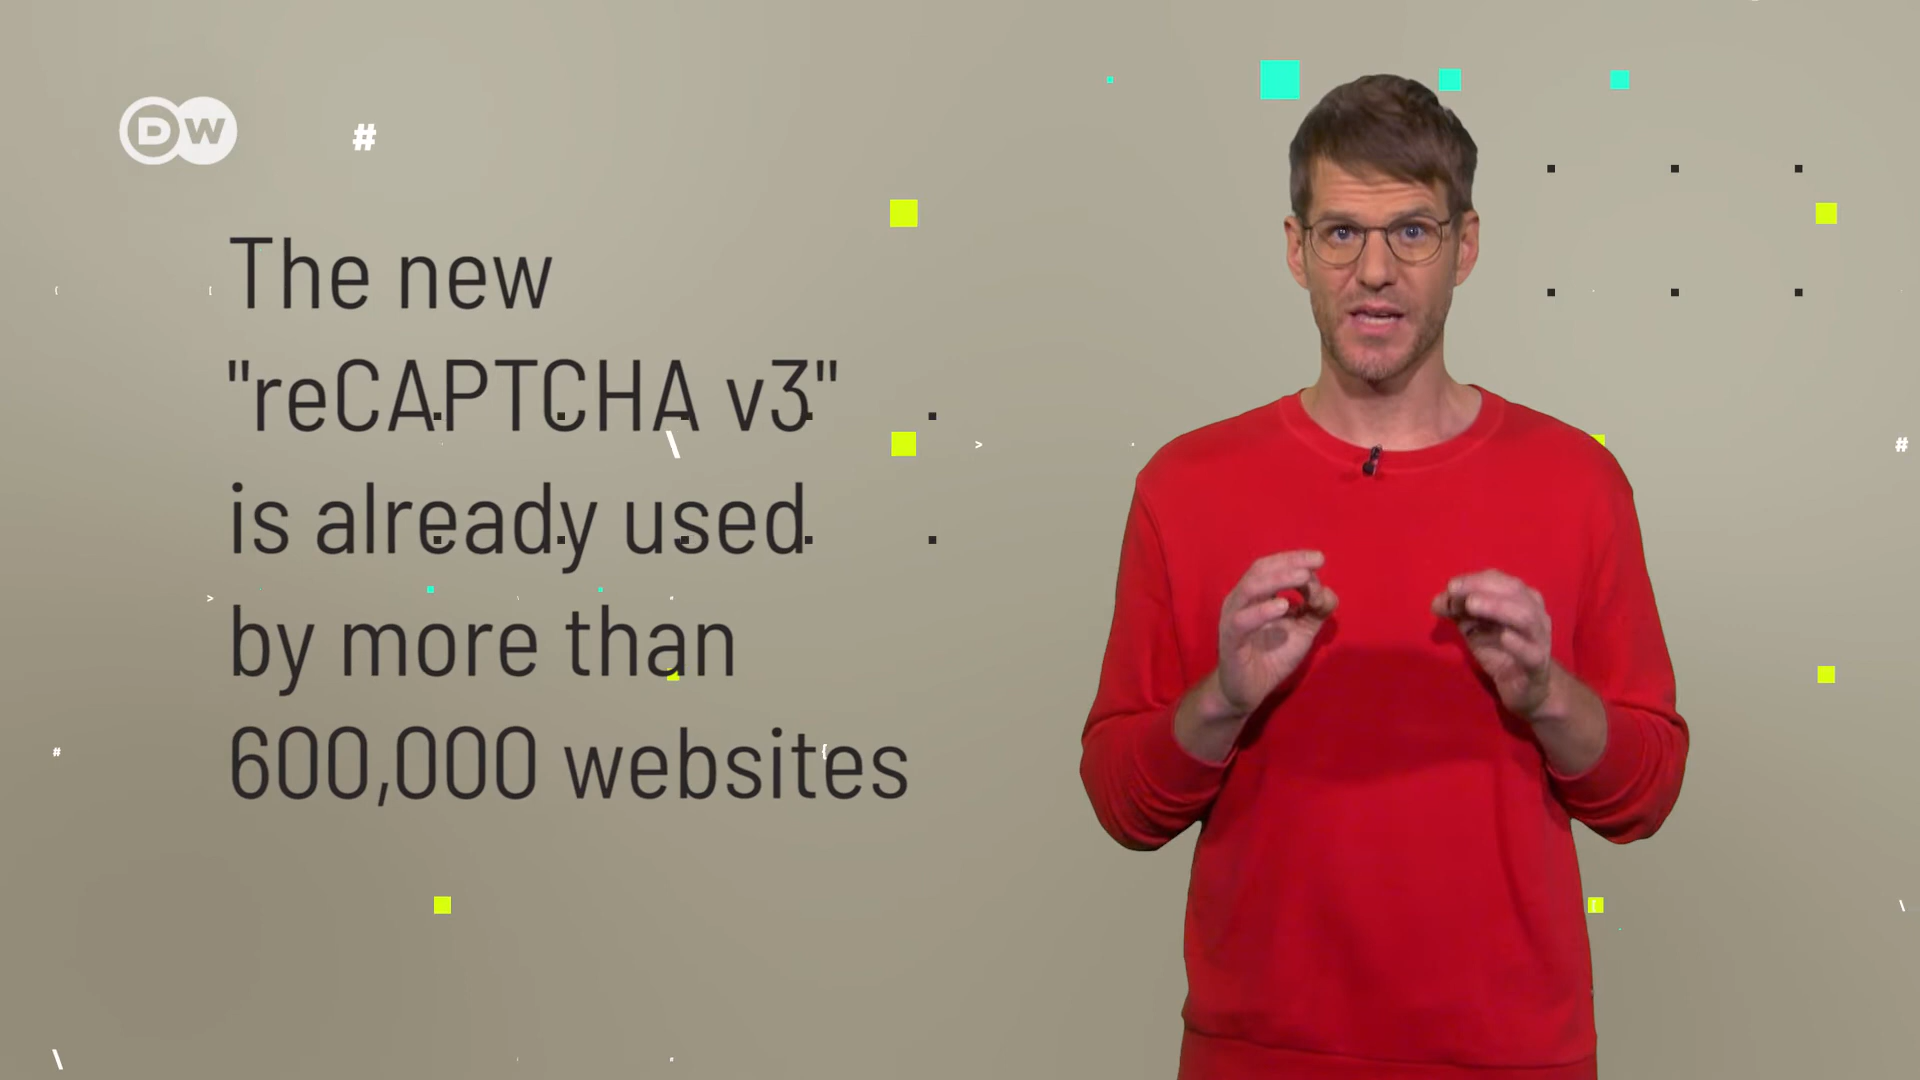 DW
#
The new
"reCAPTCHA v3"
is already used
by more than
600,000 websites